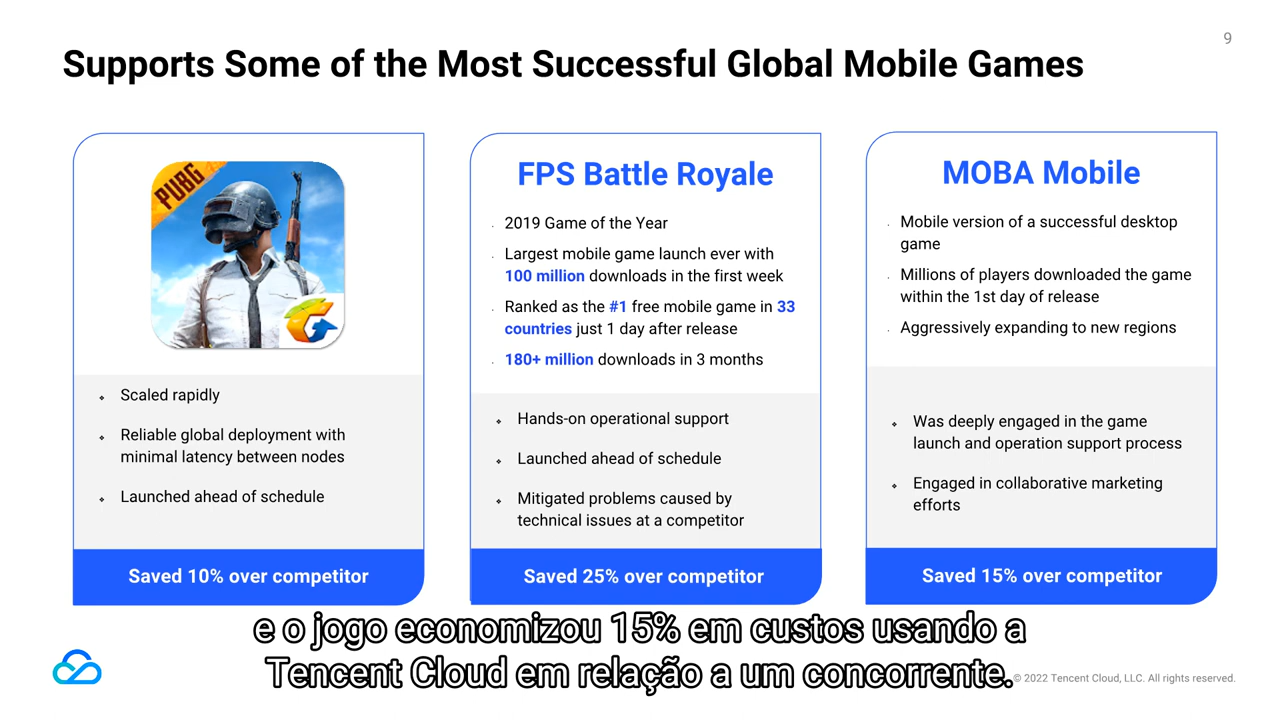 9
Supports Some of the Most Successful Global Mobile Games
PUBG
Scaled rapidly
Reliable global deployment with
minimal latency between nodes
Launched ahead of schedule
Saved 10% over competitor
FPS Battle Royale
2019 Game of the Year
Largest mobile game launch ever with
100 million downloads in the first week
Ranked as the #1 free mobile game in 33
countries just 1 day after release
180+ million downloads in 3 months
Hands-on operational support
Launched ahead of schedule
Mitigated problems caused by
technical issues at a competitor
Saved 25% over competitor
MOBA Mobile
Mobile version of a successful desktop
game
Millions of players downloaded the game
within the 1st day of release
Aggressively expanding to new regions
Was deeply engaged in the game
launch and operation support process
Engaged in collaborative marketing
efforts
Saved 15% over competitor
e o jogo economizou 15% em custos usando a
Tencent Cloud em relação a um concorrente.
© 2022 Tencent Cloud, LLC. All rights reserved.